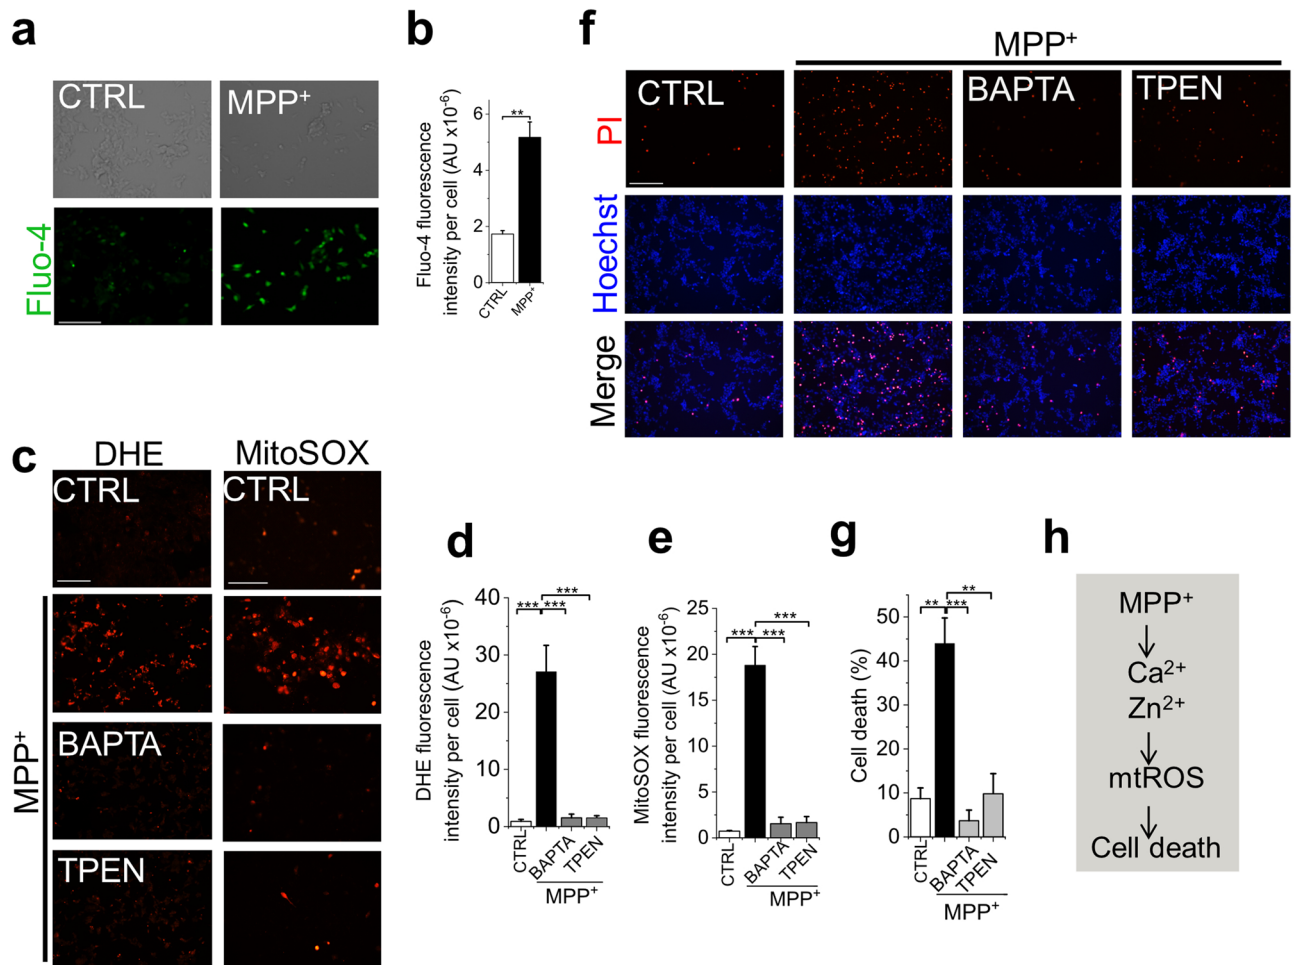 a
CTRL
MPP⁺
Fluo-4
b
Fluo-4 fluorescence
intensity per cell (AU x10⁻⁶)
6
4
2
0
**
CTRL
MPP⁺
c
DHE
MitoSOX
CTRL
CTRL
MPP⁺
BAPTA
TPEN
d
DHE fluorescence
intensity per cell (AU x10⁻⁶)
40
30
20
10
0
***
***
***
CTRL
BAPTA
TPEN
MPP⁺
e
MitoSOX fluorescence
intensity per cell (AU x10⁻⁶)
25
20
15
10
5
0
***
***
***
CTRL
BAPTA
TPEN
MPP⁺
f
MPP⁺
CTRL
BAPTA
TPEN
PI
Hoechst
Merge
g
Cell death (%)
50
40
30
20
10
0
**
**
***
CTRL
BAPTA
TPEN
MPP⁺
h
MPP⁺
Ca²⁺
Zn²⁺
mtROS
Cell death